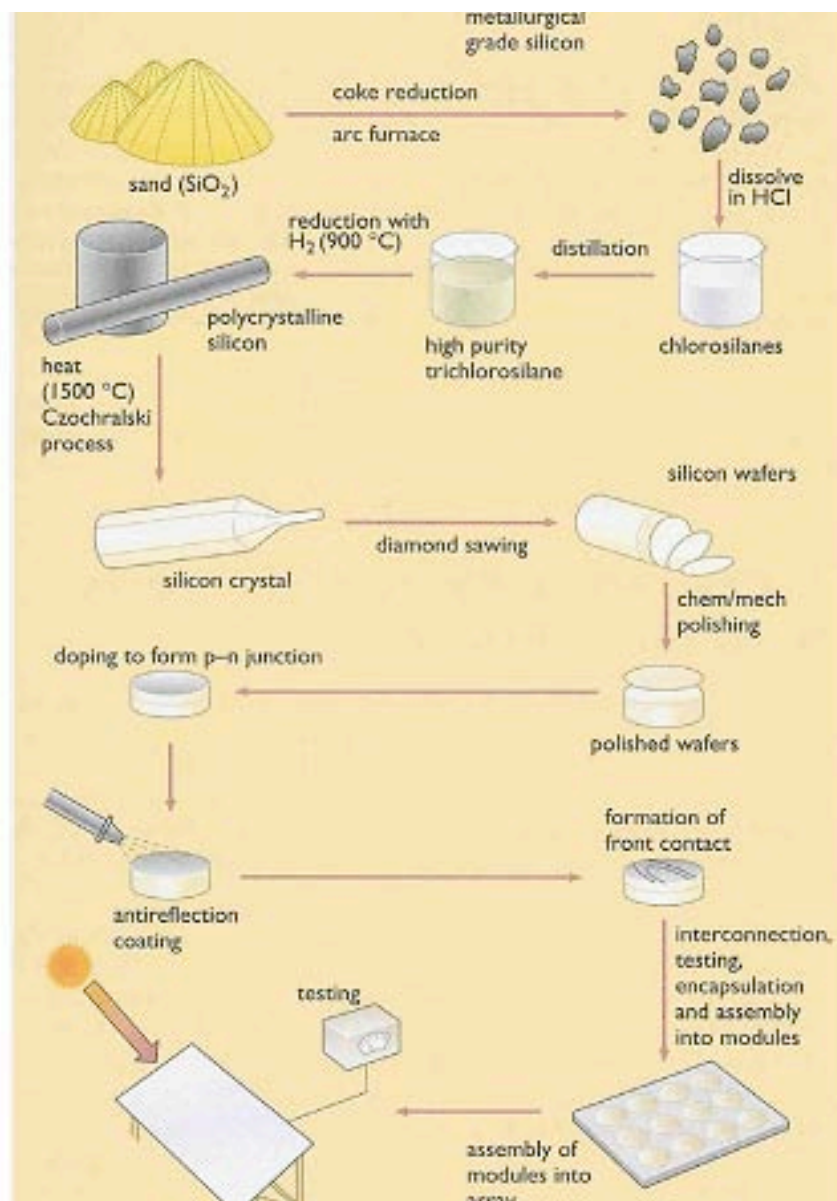 metallurgical
grade silicon
coke reduction
arc furnace
sand (SiO₂)
dissolve
in HCl
reduction with
H₂ (900 °C)
distillation
polycrystalline
silicon
high purity
trichlorosilane
chlorosilanes
heat
(1500 °C)
Czochralski
process
silicon wafers
diamond sawing
silicon crystal
chem/mech
polishing
doping to form p–n junction
polished wafers
formation of
front contact
antireflection
coating
interconnection,
testing,
encapsulation
and assembly
into modules
testing
assembly of
modules into
array